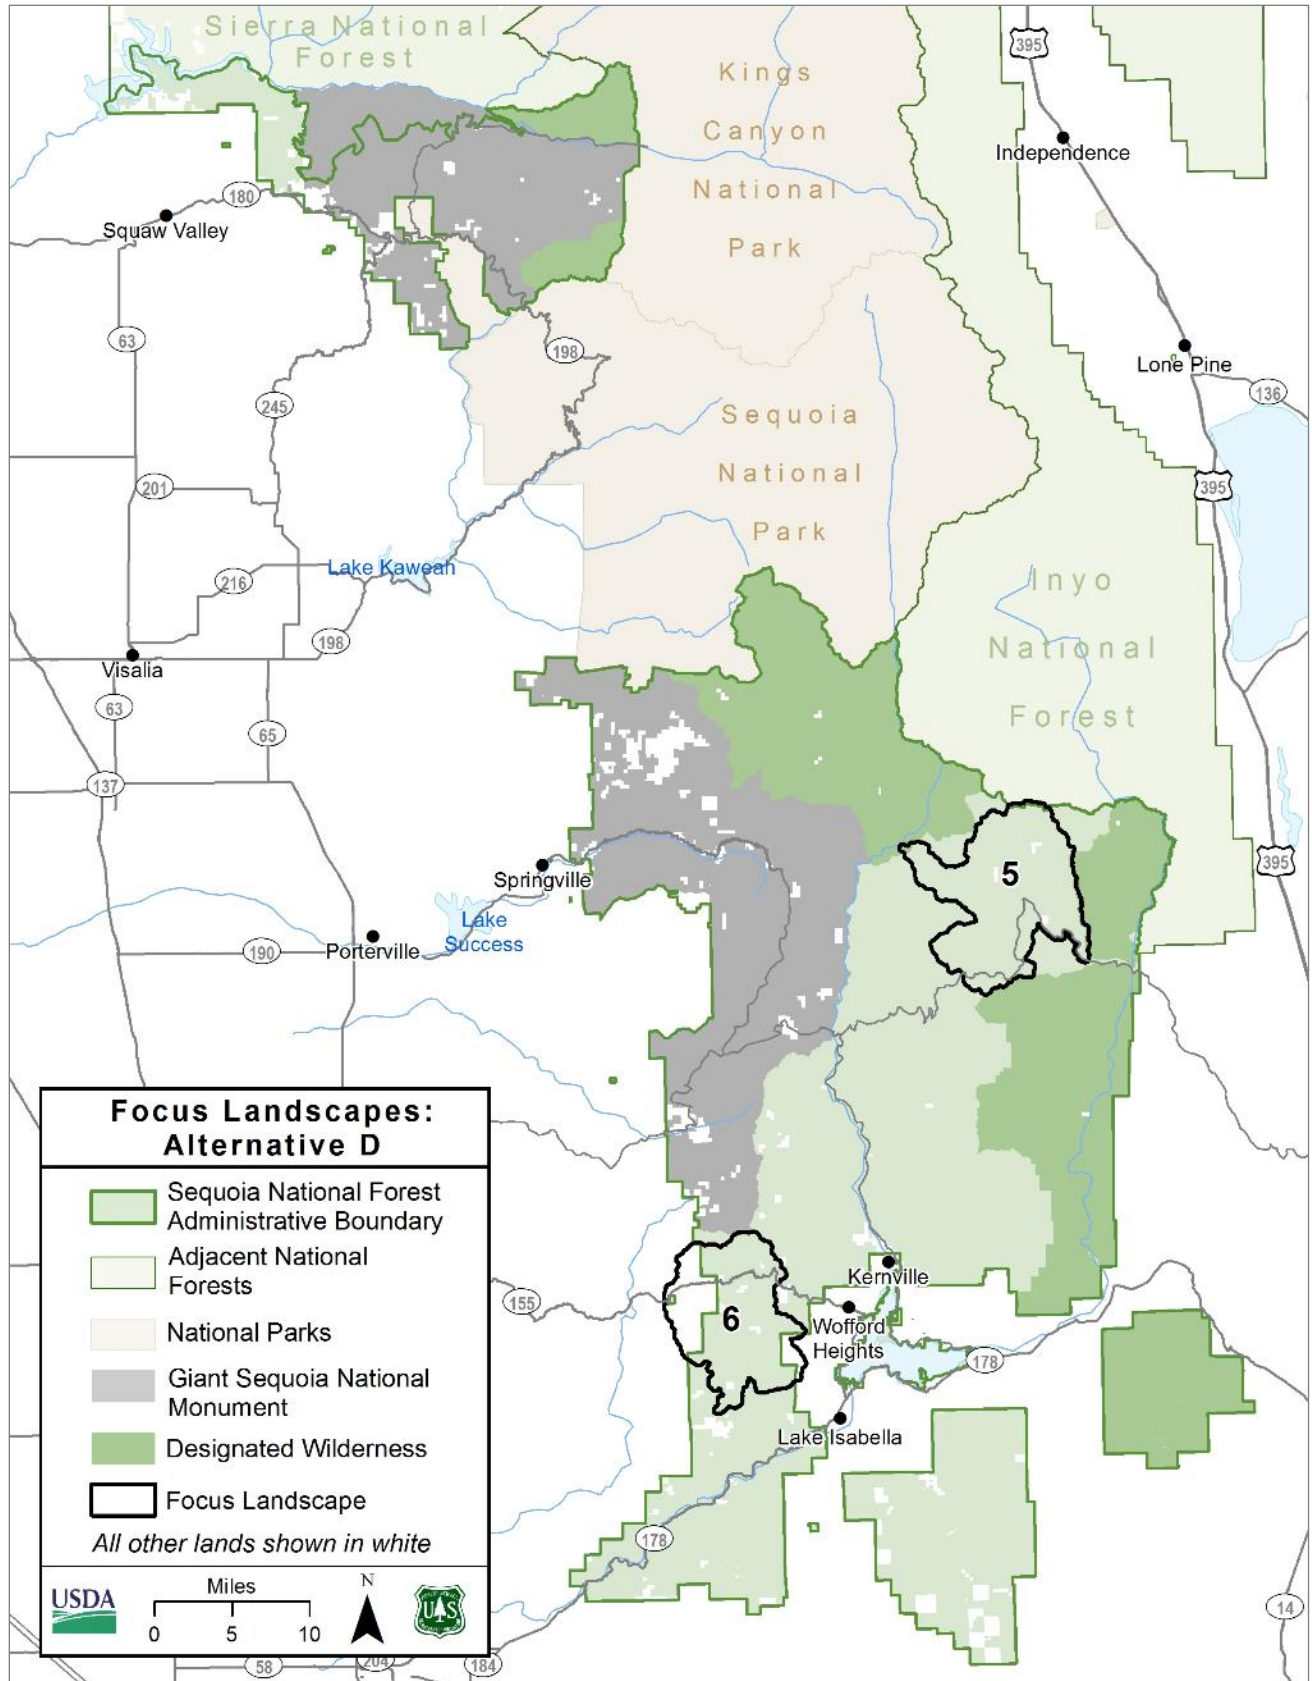 Sierra National
Forest
Kings
Canyon
National
Park
395
Independence
180
Squaw Valley
63
198
Lone Pine
136
245
Sequoia
National
Park
201
395
Lake Kaweah
216
198
Inyo
National
Forest
Visalia
63
65
137
395
5
Springville
Lake
Success
Porterville
190
Focus Landscapes:
Alternative D
Sequoia National Forest
Administrative Boundary
Adjacent National
Forests
National Parks
Giant Sequoia National
Monument
Designated Wilderness
Focus Landscape
All other lands shown in white
USDA
Miles
0 5 10
N
U S
155
6
Kernville
Wofford
Heights
178
Lake Isabella
178
14
58
204
184